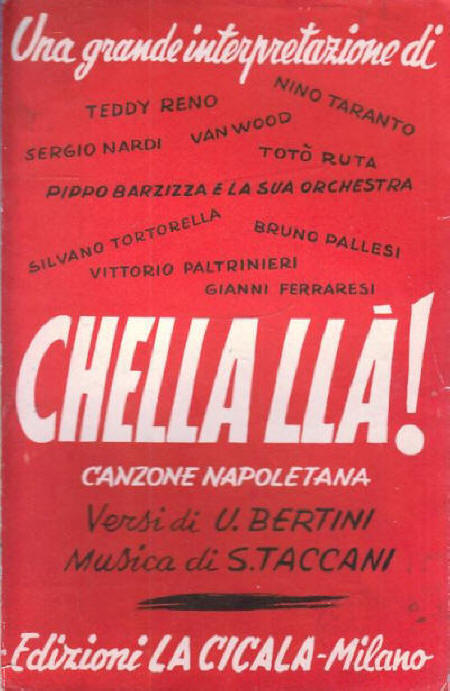 Una grande interpretazione di
NINO TARANTO
TEDDY RENO
VAN WOOD
SERGIO NARDI
TOTÒ RUTA
PIPPO BARZIZZA E LA SUA ORCHESTRA
SILVANO TORTORELLA
BRUNO PALLESI
VITTORIO PALTRINIERI
GIANNI FERRARESI
CHELLA LLÀ!
CANZONE NAPOLETANA
Versi di U. BERTINI
Musica di S. TACCANI
Edizioni LA CICALA - Milano